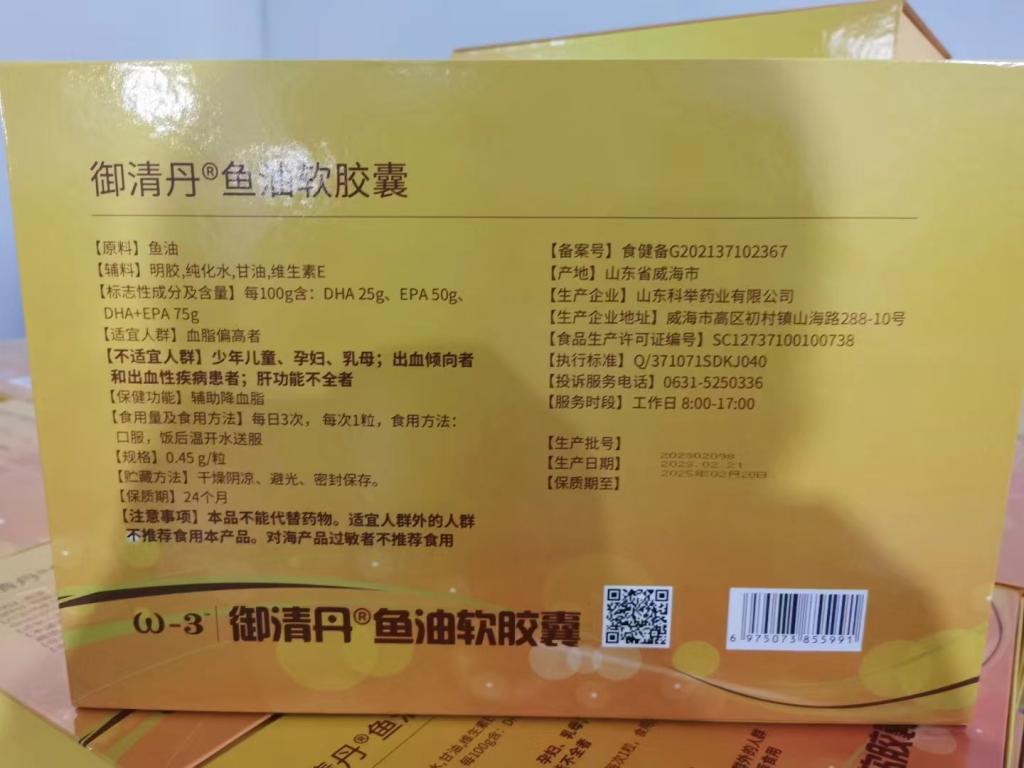 御清丹®鱼油软胶囊
【原料】鱼油
【辅料】明胶,纯化水,甘油,维生素E
【标志性成分及含量】每100g含：DHA 25g、EPA 50g、
DHA+EPA 75g
【适宜人群】血脂偏高者
【不适宜人群】少年儿童、孕妇、乳母；出血倾向者
和出血性疾病患者；肝功能不全者
【保健功能】辅助降血脂
【食用量及食用方法】每日3次， 每次1粒，食用方法：
口服，饭后温开水送服
【规格】0.45 g/粒
【贮藏方法】干燥阴凉、避光、密封保存。
【保质期】24个月
【注意事项】本品不能代替药物。适宜人群外的人群
不推荐食用本产品。对海产品过敏者不推荐食用
【备案号】食健备G202137102367
【产地】山东省威海市
【生产企业】山东科举药业有限公司
【生产企业地址】威海市高区初村镇山海路288-10号
【食品生产许可证编号】SC12737100100738
【执行标准】Q/371071SDKJ040
【投诉服务电话】0631-5250336
【服务时段】工作日 8:00-17:00
【生产批号】 202302098
【生产日期】 2023.02.21
【保质期至】 2025年02月20日
ω-3 御清丹®鱼油软胶囊
6 975073 855991